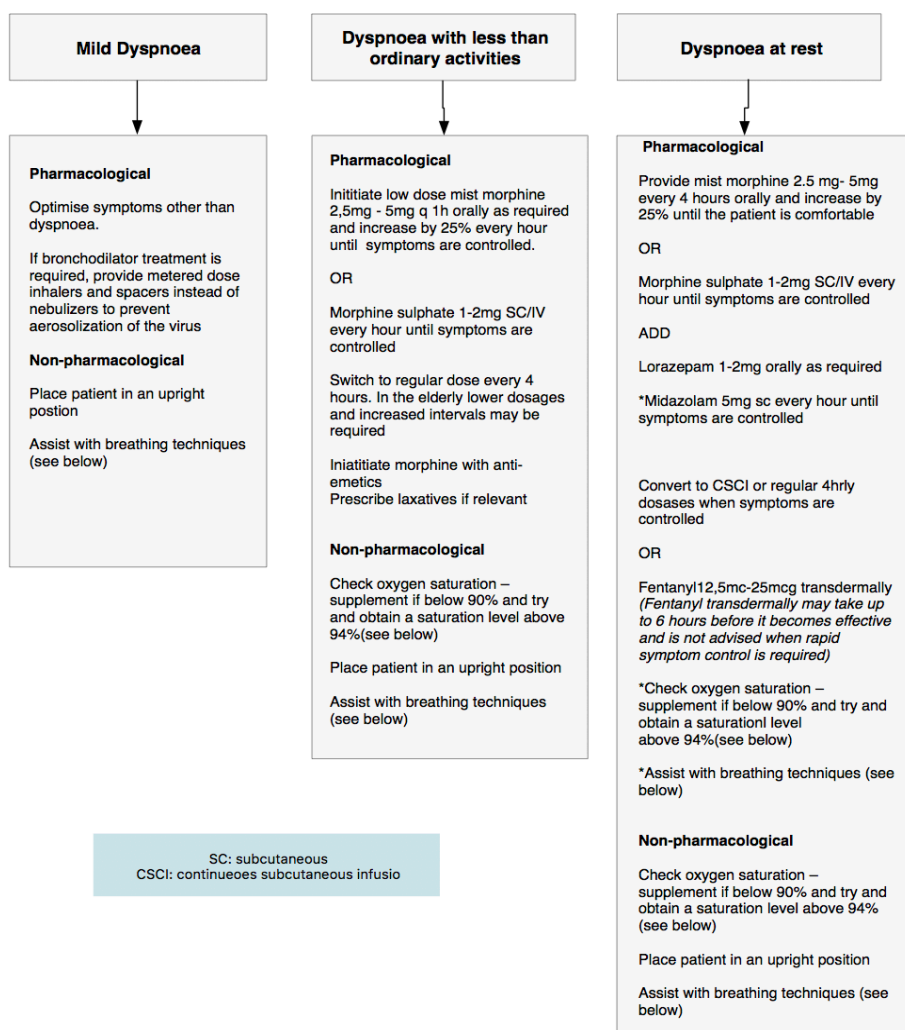 Mild Dyspnoea
Pharmacological
Optimise symptoms other than
dyspnoea.
If bronchodilator treatment is
required, provide metered dose
inhalers and spacers instead of
nebulizers to prevent
aerosolization of the virus
Non-pharmacological
Place patient in an upright
postion
Assist with breathing techniques
(see below)
Dyspnoea with less than
ordinary activities
Pharmacological
Inititiate low dose mist morphine
2,5mg - 5mg q 1h orally as required
and increase by 25% every hour
until symptoms are controlled.
OR
Morphine sulphate 1-2mg SC/IV
every hour until symptoms are
controlled
Switch to regular dose every 4
hours. In the elderly lower dosages
and increased intervals may be
required
Iniatitiate morphine with anti-
emetics
Prescribe laxatives if relevant
Non-pharmacological
Check oxygen saturation –
supplement if below 90% and try
and obtain a saturation level above
94%(see below)
Place patient in an upright position
Assist with breathing techniques
(see below)
Dyspnoea at rest
Pharmacological
Provide mist morphine 2.5 mg- 5mg
every 4 hours orally and increase by
25% until the patient is comfortable
OR
Morphine sulphate 1-2mg SC/IV every
hour until symptoms are controlled
ADD
Lorazepam 1-2mg orally as required
*Midazolam 5mg sc every hour until
symptoms are controlled
Convert to CSCI or regular 4hrly
dosases when symptoms are
controlled
OR
Fentanyl12,5mc-25mcg transdermally
(Fentanyl transdermally may take up
to 6 hours before it becomes effective
and is not advised when rapid
symptom control is required)
*Check oxygen saturation –
supplement if below 90% and try and
obtain a saturationl level
above 94%(see below)
*Assist with breathing techniques (see
below)
Non-pharmacological
Check oxygen saturation –
supplement if below 90% and try and
obtain a saturation level above 94%
(see below)
Place patient in an upright position
Assist with breathing techniques (see
below)
SC: subcutaneous
CSCI: continueoes subcutaneous infusio